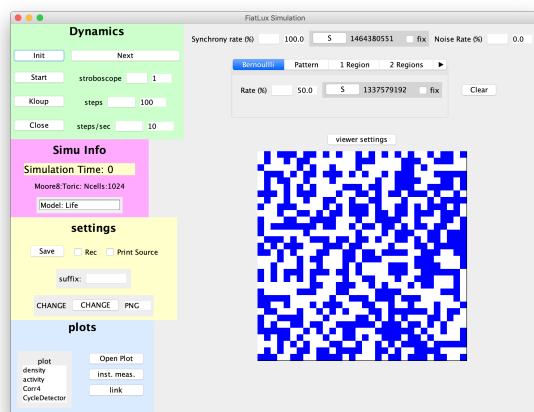 FiatLux Simulation
Dynamics
Init Next
Start stroboscope 1
Kloup steps 100
Close steps/sec 10
Simu Info
Simulation Time: 0
Moore8:Toric: Ncells:1024
Model: Life
settings
Save Rec Print Source
suffix:
CHANGE CHANGE PNG
plots
plot
density
activity
Corr4
CycleDetector
Open Plot
inst. meas.
link
Synchrony rate (%) 100.0 S 1464380551 fix Noise Rate (%) 0.0
Bernoullli Pattern 1 Region 2 Regions
Rate (%) 50.0 S 1337579192 fix Clear
viewer settings